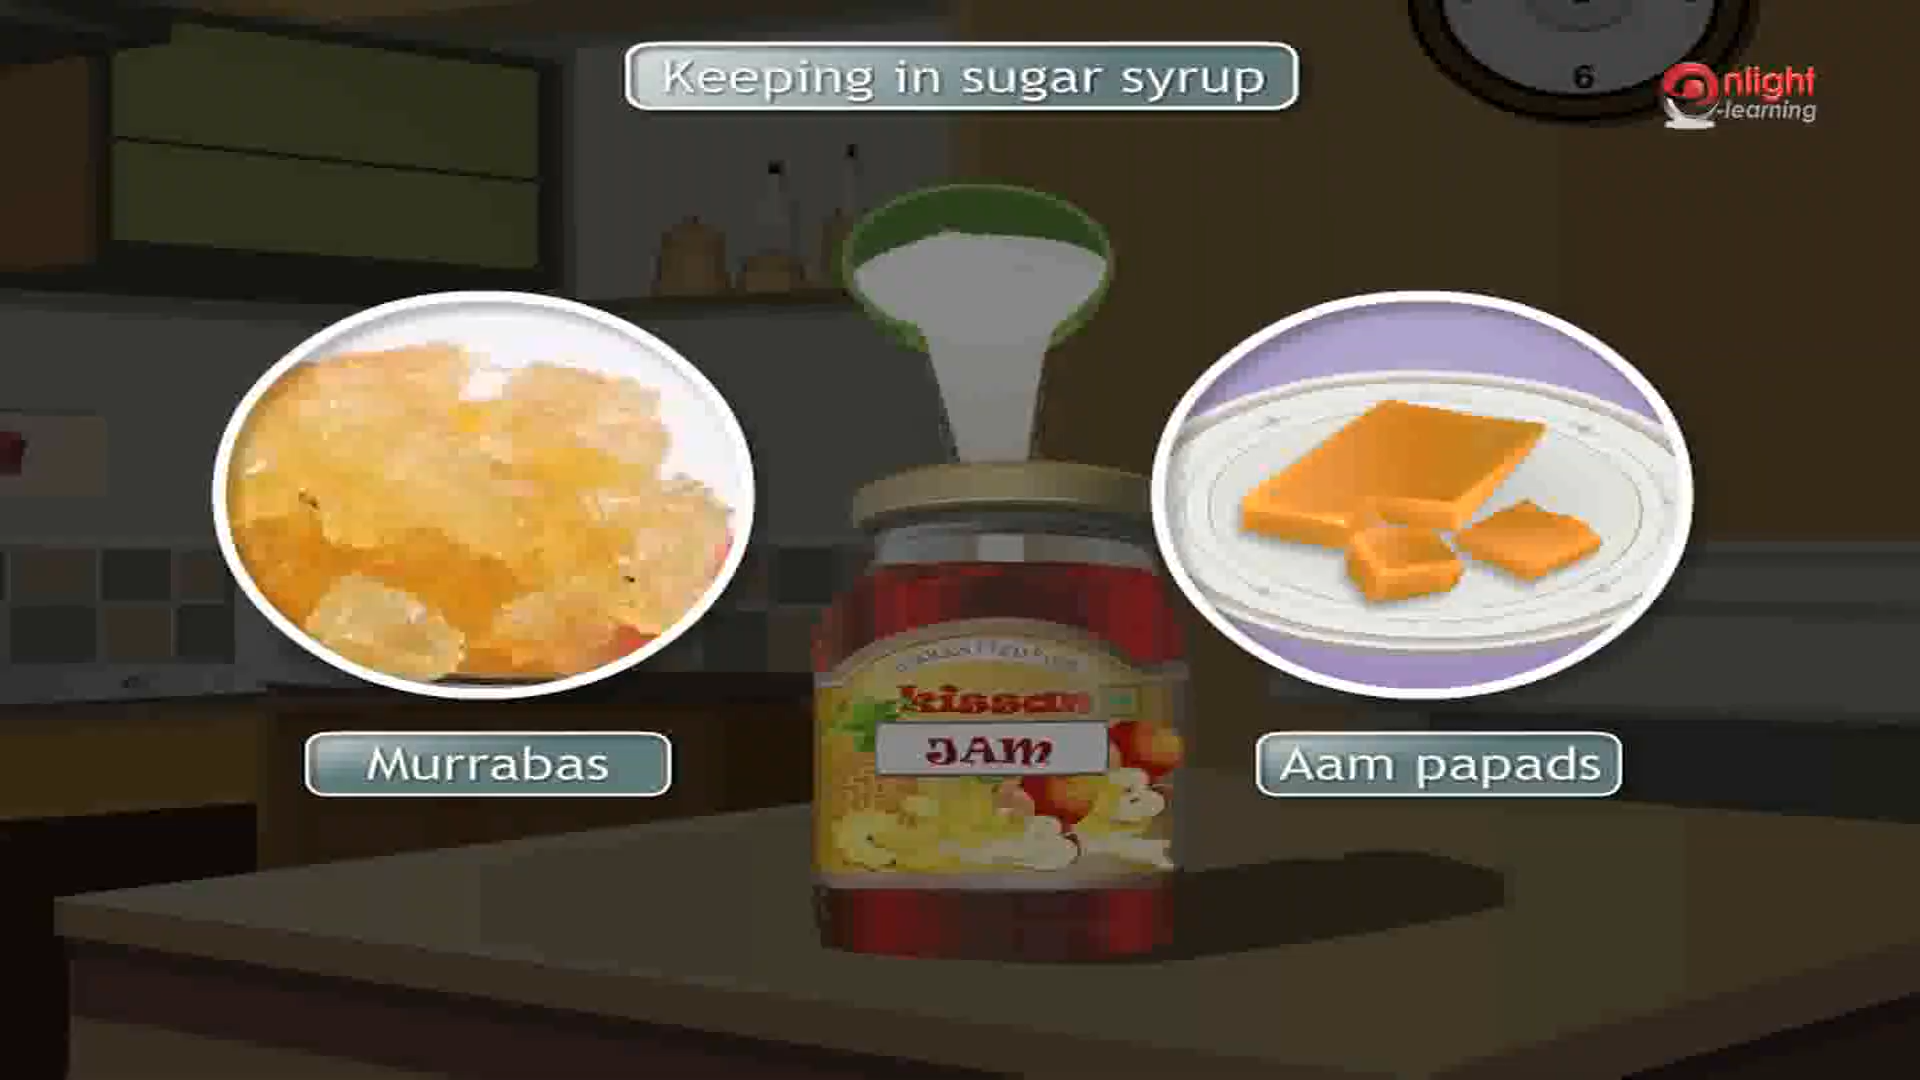 6
Keeping in sugar syrup
nlight
-learning
kissan
JAM
Murrabas
Aam papads